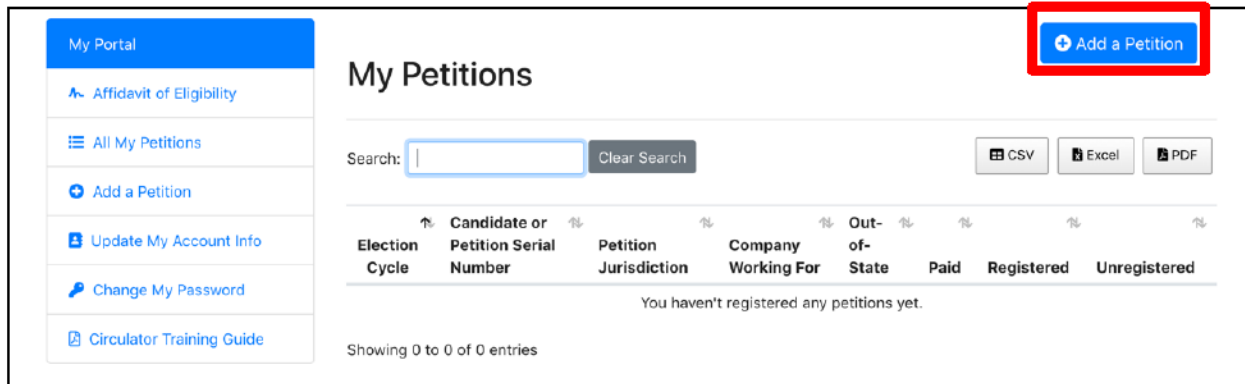 My Portal
Affidavit of Eligibility
All My Petitions
Add a Petition
Update My Account Info
Change My Password
Circulator Training Guide
Add a Petition
My Petitions
Search:
Clear Search
CSV
Excel
PDF
Election Cycle
Candidate or Petition Serial Number
Petition Jurisdiction
Company Working For
Out-of-State
Paid
Registered
Unregistered
You haven't registered any petitions yet.
Showing 0 to 0 of 0 entries